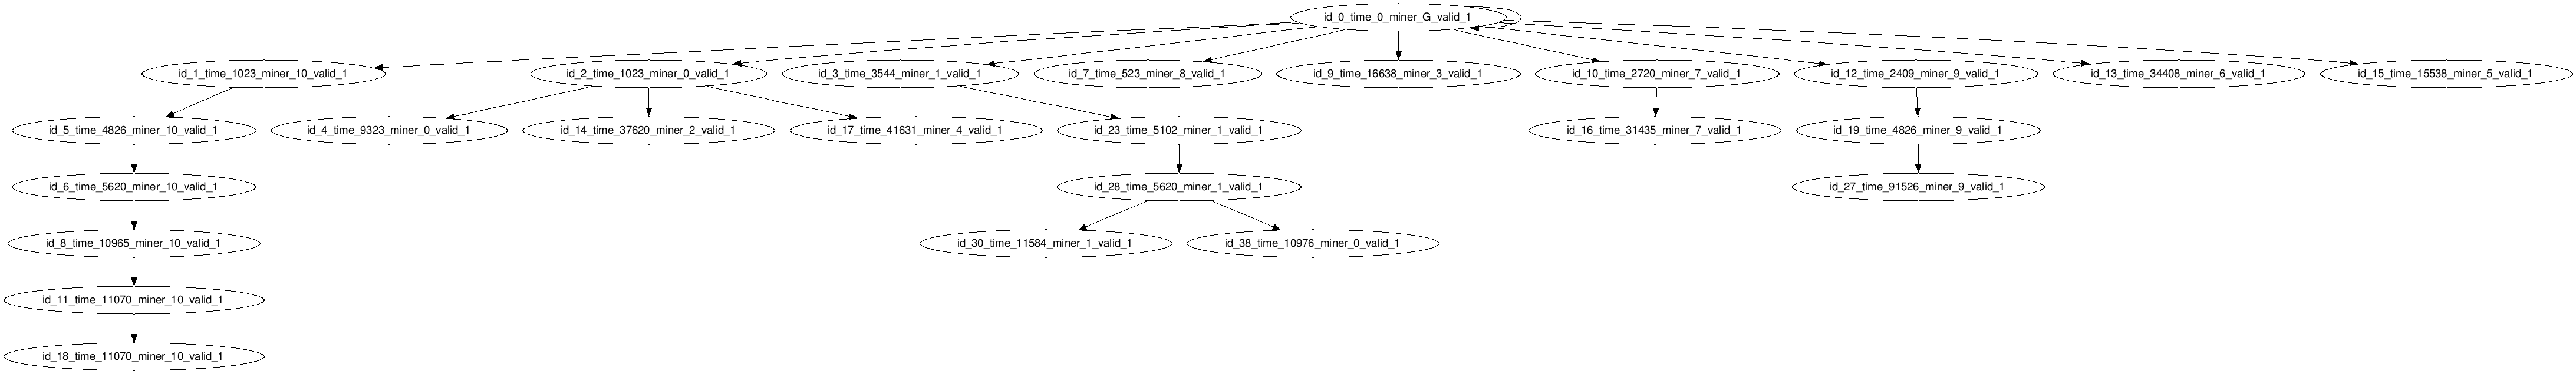 id_0_time_0_miner_G_valid_1
id_1_time_1023_miner_10_valid_1
id_2_time_1023_miner_0_valid_1
id_3_time_3544_miner_1_valid_1
id_7_time_523_miner_8_valid_1
id_9_time_16638_miner_3_valid_1
id_10_time_2720_miner_7_valid_1
id_12_time_2409_miner_9_valid_1
id_13_time_34408_miner_6_valid_1
id_15_time_15538_miner_5_valid_1
id_5_time_4826_miner_10_valid_1
id_4_time_9323_miner_0_valid_1
id_14_time_37620_miner_2_valid_1
id_17_time_41631_miner_4_valid_1
id_23_time_5102_miner_1_valid_1
id_16_time_31435_miner_7_valid_1
id_19_time_4826_miner_9_valid_1
id_6_time_5620_miner_10_valid_1
id_28_time_5620_miner_1_valid_1
id_27_time_91526_miner_9_valid_1
id_8_time_10965_miner_10_valid_1
id_30_time_11584_miner_1_valid_1
id_38_time_10976_miner_0_valid_1
id_11_time_11070_miner_10_valid_1
id_18_time_11070_miner_10_valid_1